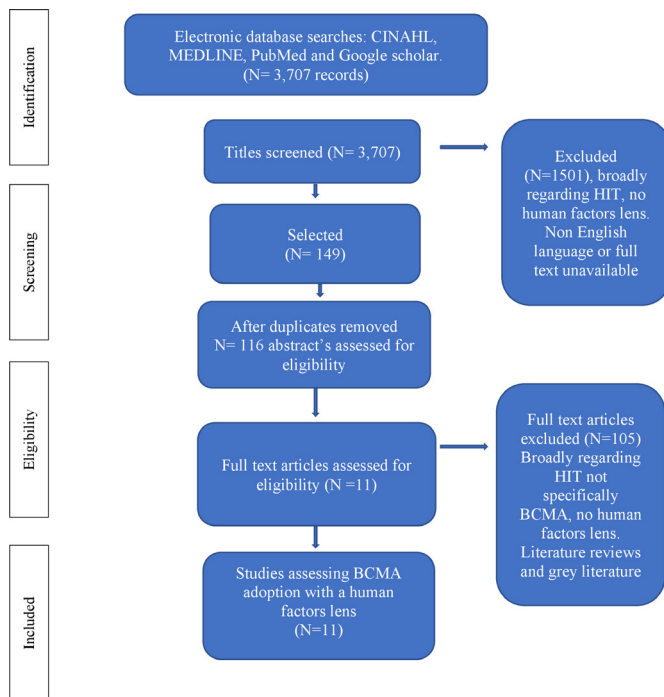 Identification
Electronic database searches: CINAHL,
MEDLINE, PubMed and Google scholar.
(N= 3,707 records)
Titles screened (N= 3,707)
Excluded
(N=1501), broadly
regarding HIT, no
human factors lens.
Non English
language or full
text unavailable
Screening
Selected
(N= 149)
After duplicates removed
N= 116 abstract’s assessed for
eligibility
Eligibility
Full text articles assessed for
eligibility (N =11)
Full text articles
excluded (N=105)
Broadly regarding
HIT not
specifically
BCMA, no human
factors lens.
Literature reviews
and grey literature
Included
Studies assessing BCMA
adoption with a human
factors lens
(N=11)